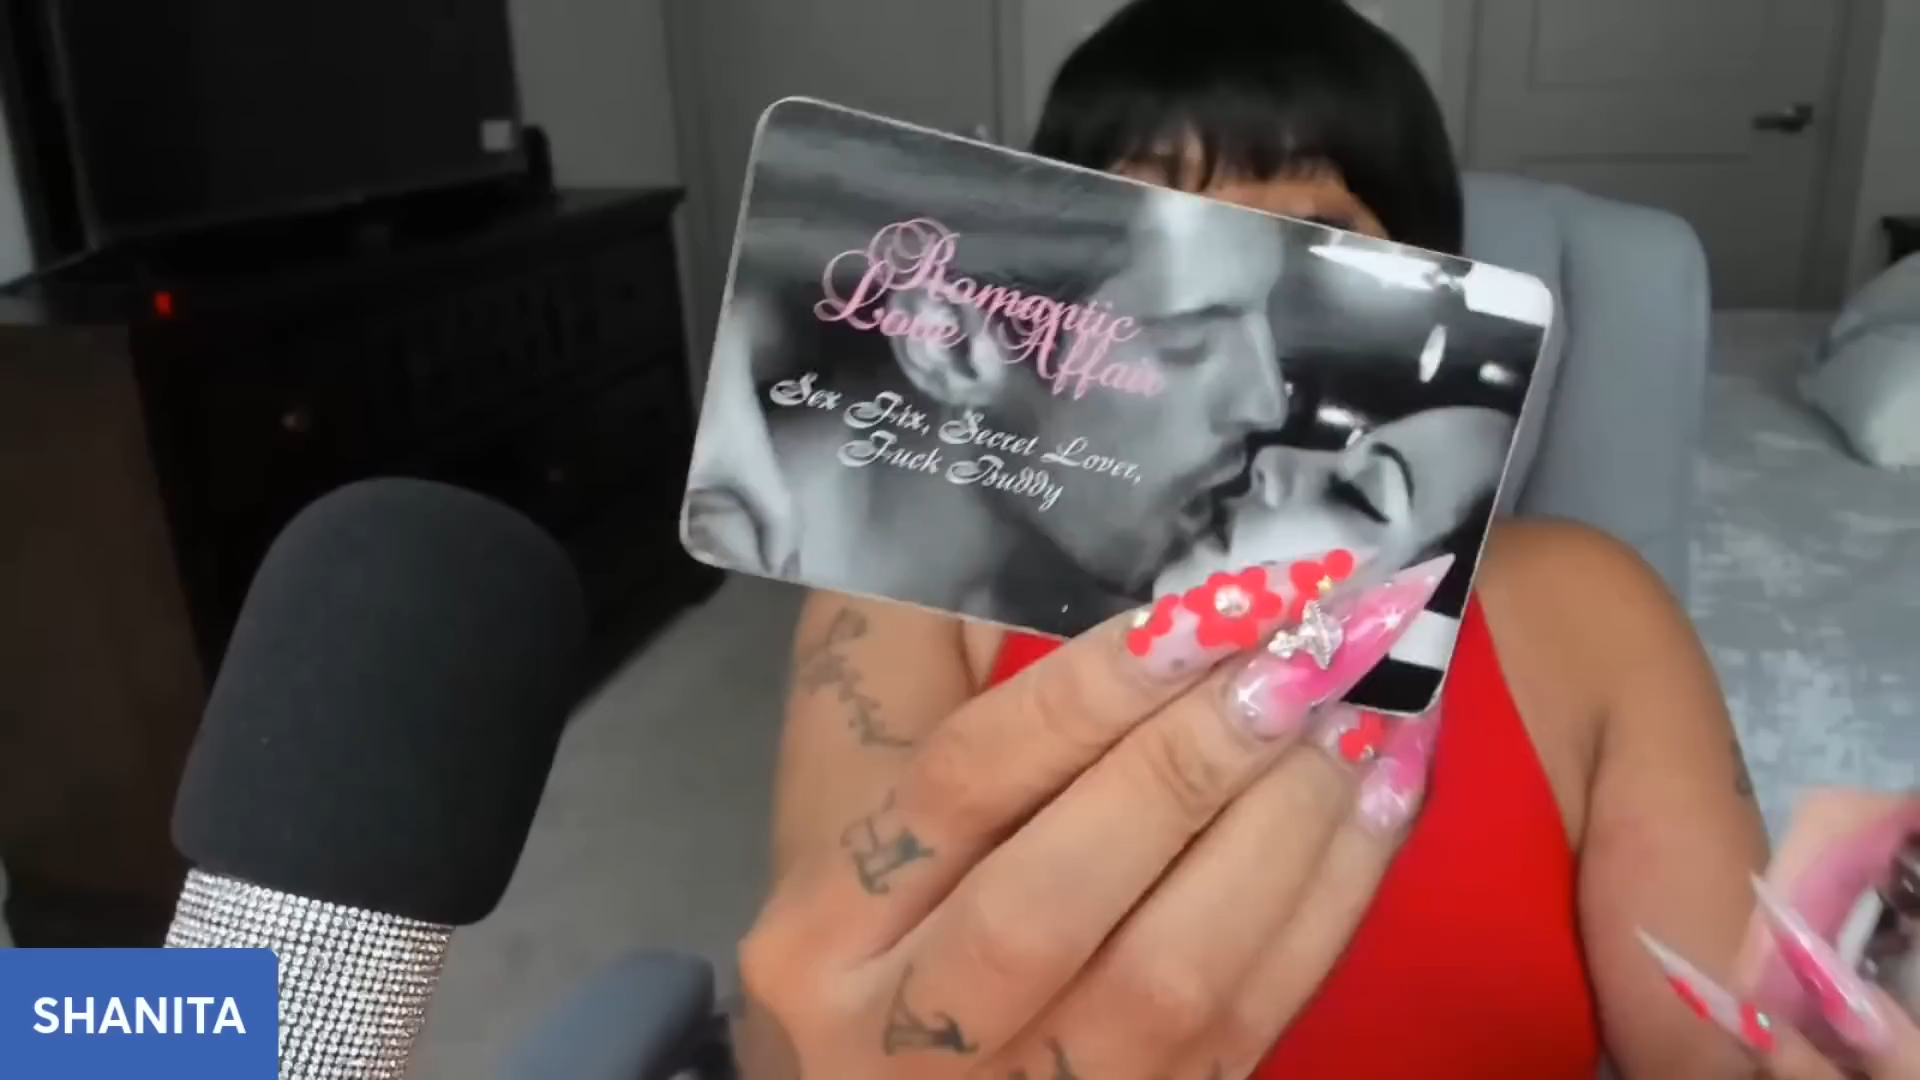 Romantic
Love Affair
Sex Fix, Secret Lover,
Fuck Buddy
SHANITA